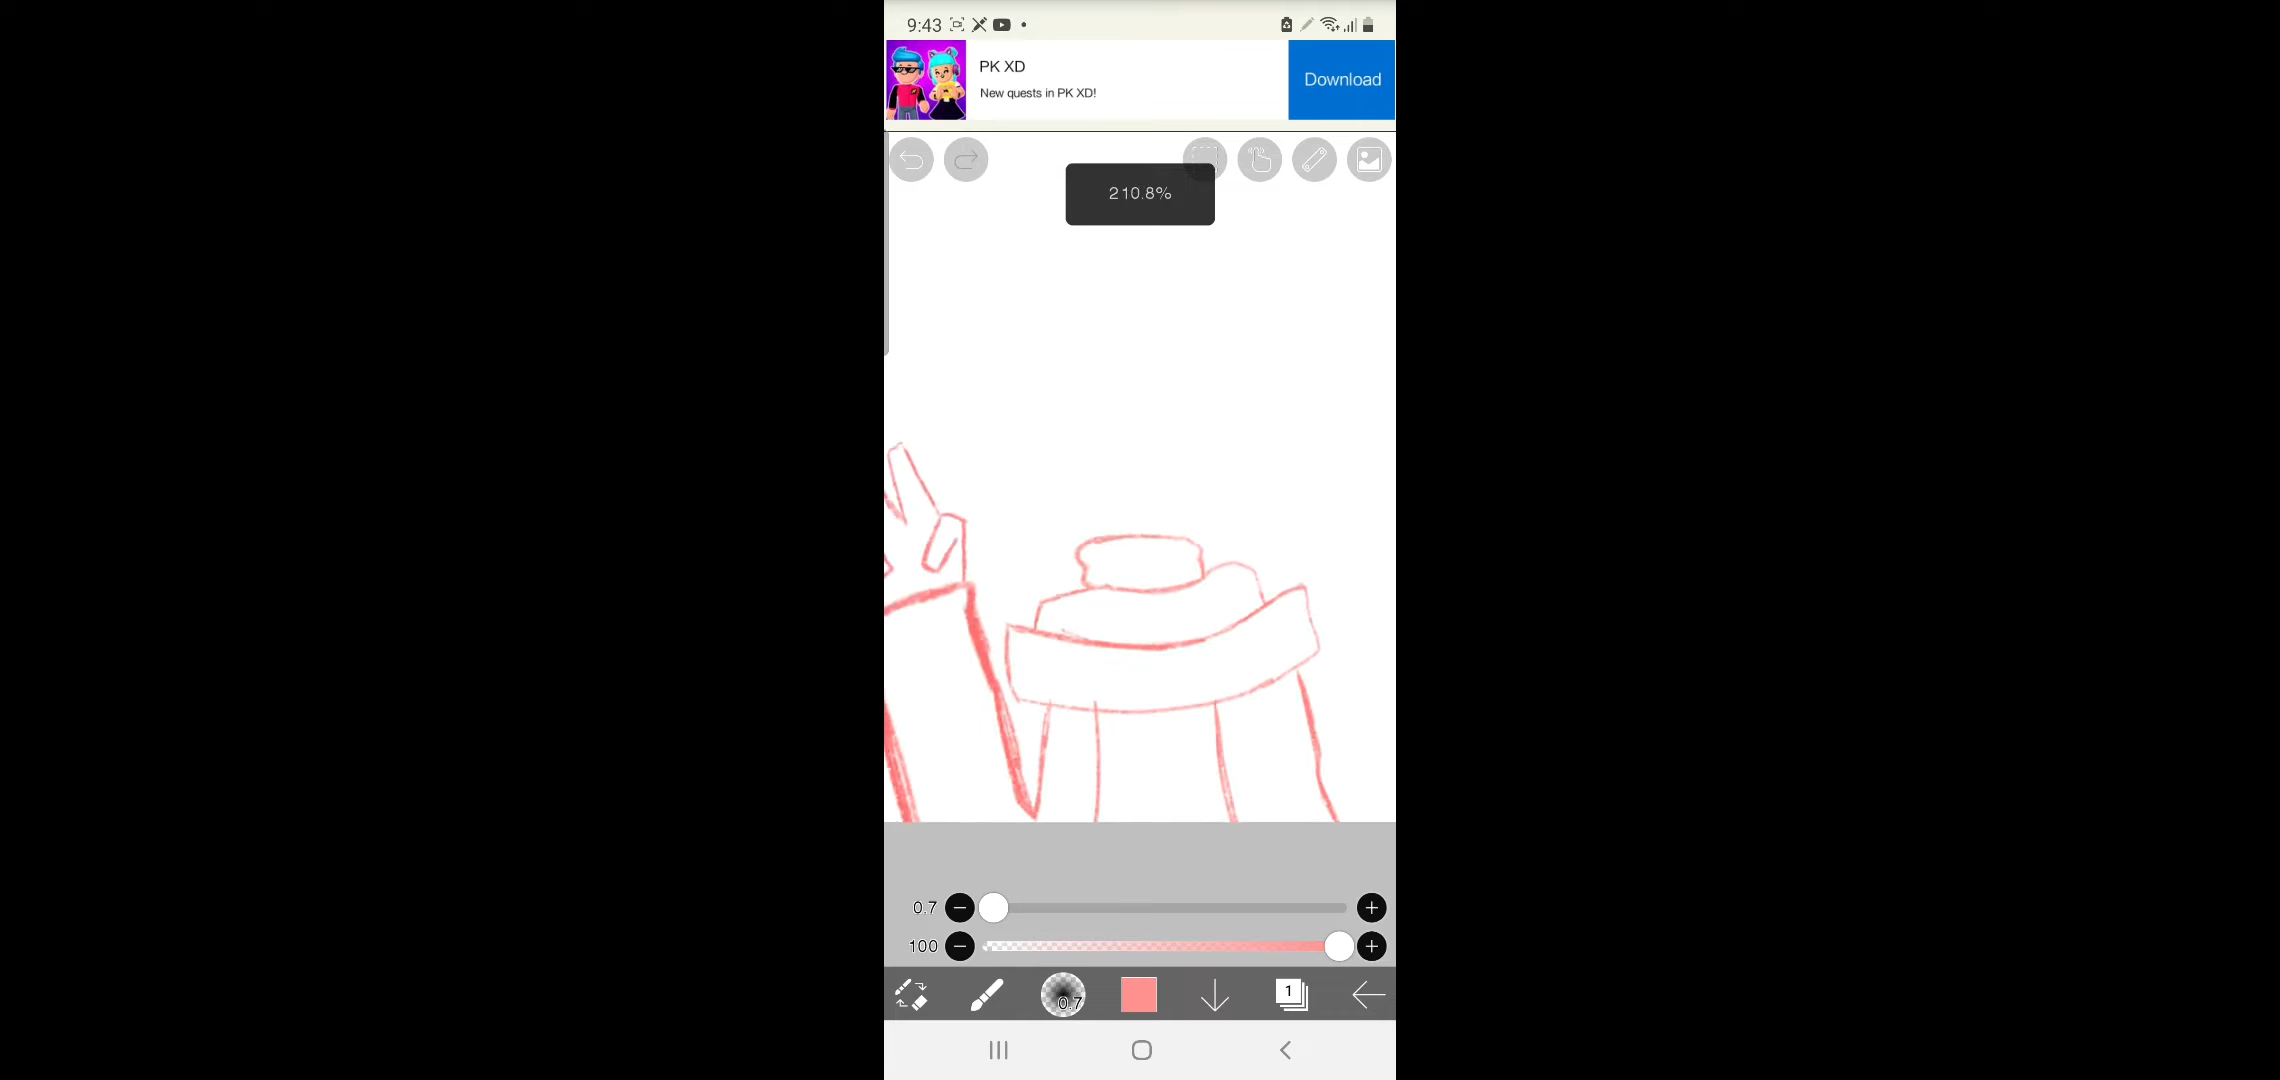 9:43
PK XD
New quests in PK XD!
Download
210.8%
0.7
100
0.7
1